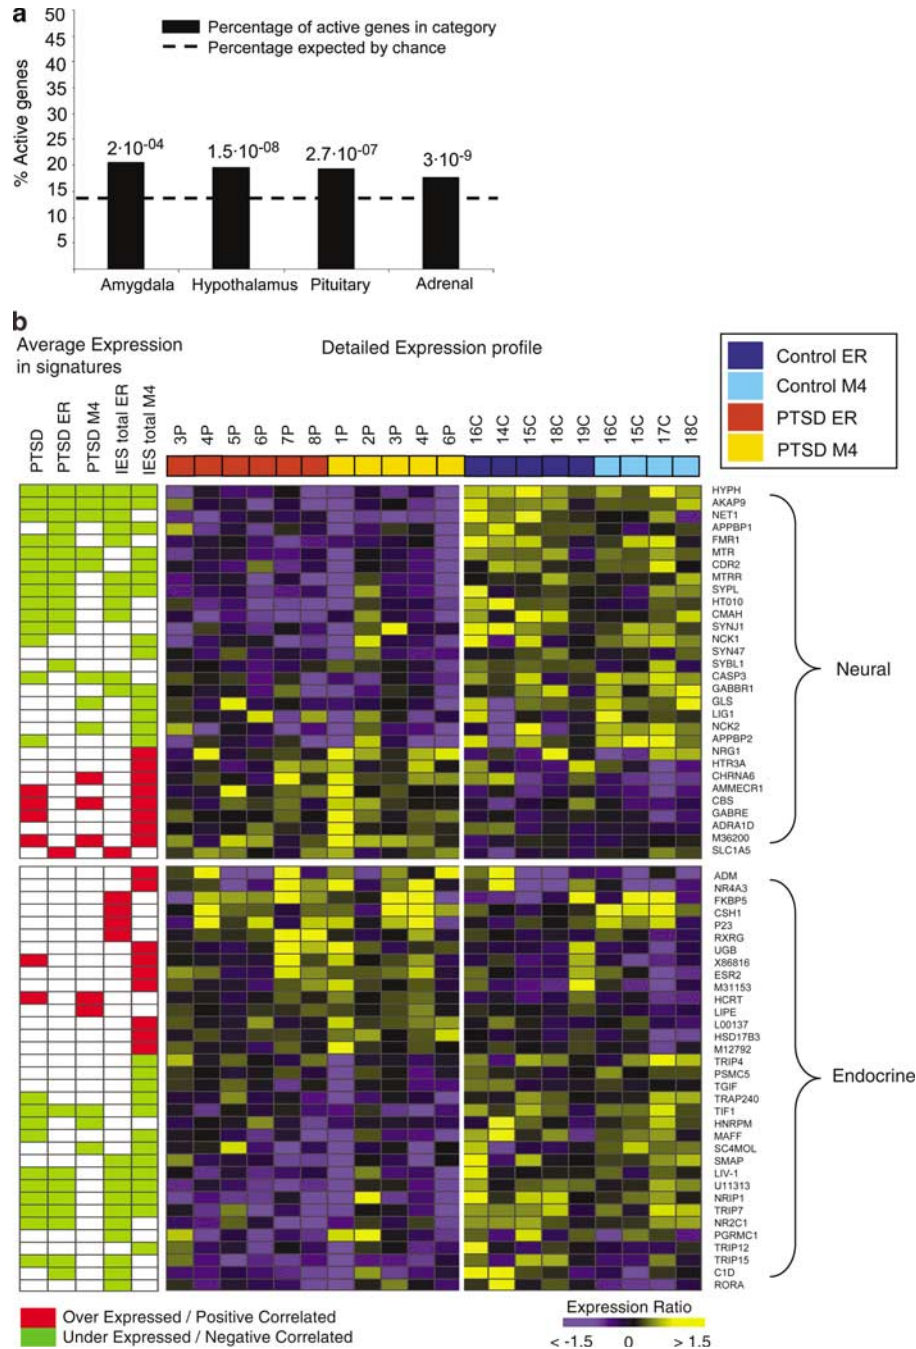 a
50
45
40
35
30
25
20
15
10
5
% Active genes
Percentage of active genes in category
Percentage expected by chance
2·10-04
1.5·10-08
2.7·10-07
3·10-9
Amygdala
Hypothalamus
Pituitary
Adrenal
b
Average Expression
in signatures
Detailed Expression profile
Control ER
Control M4
PTSD ER
PTSD M4
PTSD
PTSD ER
PTSD M4
IES total ER
IES total M4
3P
4P
5P
6P
7P
8P
1P
2P
3P
4P
6P
16C
14C
15C
18C
19C
16C
15C
17C
18C
HYPH
AKAP9
NET1
APPBP1
FMR1
MTR
CDR2
MTRR
SYPL
HT010
CMAH
SYNJ1
NCK1
SYN47
SYBL1
CASP3
GABBR1
GLS
LIG1
NCK2
APPBP2
NRG1
HTR3A
CHRNA6
AMMECR1
CBS
GABRE
ADRA1D
M36200
SLC1A5
Neural
ADM
NR4A3
FKBP5
CSH1
P23
RXRG
UGB
X86816
ESR2
M31153
HCRT
LIPE
L00137
HSD17B3
M12792
TRIP4
PSMC5
TGIF
TRAP240
TIF1
HNRPM
MAFF
SC4MOL
SMAP
LIV-1
U11313
NRIP1
TRIP7
NR2C1
PGRMC1
TRIP12
TRIP15
C1D
RORA
Endocrine
Over Expressed / Positive Correlated
Under Expressed / Negative Correlated
Expression Ratio
< -1.5
0
> 1.5